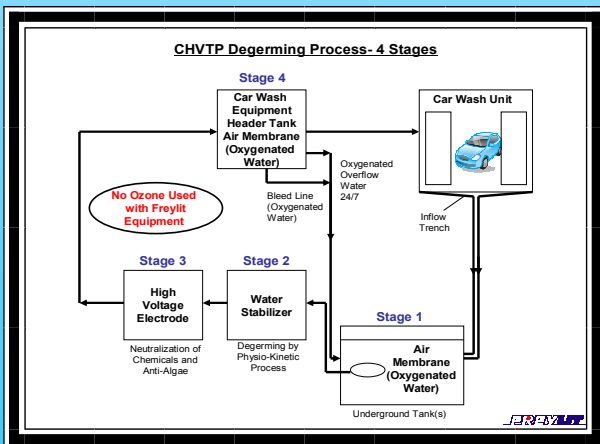 CHVTP Degerming Process- 4 Stages
Stage 4
Car Wash
Equipment
Header Tank
Air Membrane
(Oxygenated
Water)
Car Wash Unit
Oxygenated
Overflow
Water
24/7
Bleed Line
(Oxygenated
Water)
Inflow
Trench
No Ozone Used
with Freylit
Equipment
Stage 3
High
Voltage
Electrode
Neutralization of
Chemicals and
Anti-Algae
Stage 2
Water
Stabilizer
Degerming by
Physio-Kinetic
Process
Stage 1
Air
Membrane
(Oxygenated
Water)
Underground Tank(s)
FREYLIT